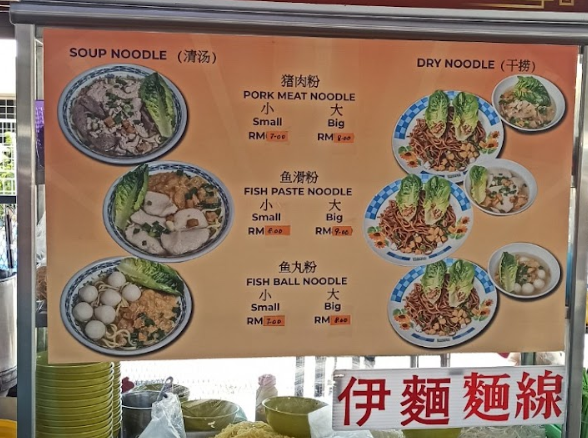 SOUP NOODLE (清汤)
DRY NOODLE (干捞)
猪肉粉
PORK MEAT NOODLE
小 大
Small Big
RM 7.00 RM 8.00
鱼滑粉
FISH PASTE NOODLE
小 大
Small Big
RM 8.00 RM 9.00
鱼丸粉
FISH BALL NOODLE
小 大
Small Big
RM 7.00 RM 8.00
伊麵 麵線